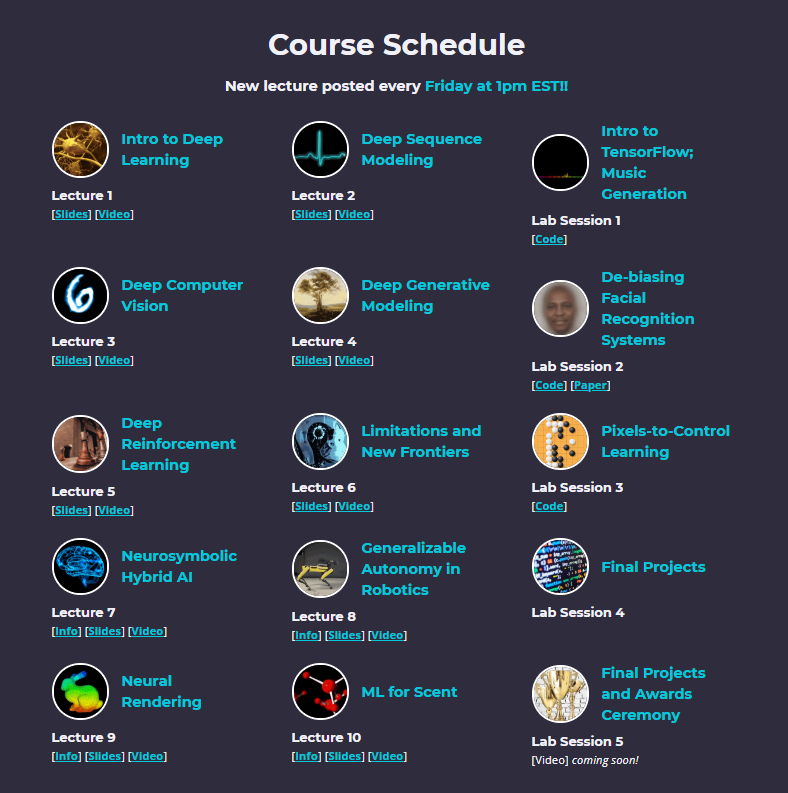 Course Schedule
New lecture posted every Friday at 1pm EST!!
Intro to Deep
Learning
Lecture 1
[Slides] [Video]
Deep Sequence
Modeling
Lecture 2
[Slides] [Video]
Intro to
TensorFlow;
Music
Generation
Lab Session 1
[Code]
Deep Computer
Vision
Lecture 3
[Slides] [Video]
Deep Generative
Modeling
Lecture 4
[Slides] [Video]
De-biasing
Facial
Recognition
Systems
Lab Session 2
[Code] [Paper]
Deep
Reinforcement
Learning
Lecture 5
[Slides] [Video]
Limitations and
New Frontiers
Lecture 6
[Slides] [Video]
Pixels-to-Control
Learning
Lab Session 3
[Code]
Neurosymbolic
Hybrid AI
Lecture 7
[Info] [Slides] [Video]
Generalizable
Autonomy in
Robotics
Lecture 8
[Info] [Slides] [Video]
Final Projects
Lab Session 4
Neural
Rendering
Lecture 9
[Info] [Slides] [Video]
ML for Scent
Lecture 10
[Info] [Slides] [Video]
Final Projects
and Awards
Ceremony
Lab Session 5
[Video] coming soon!